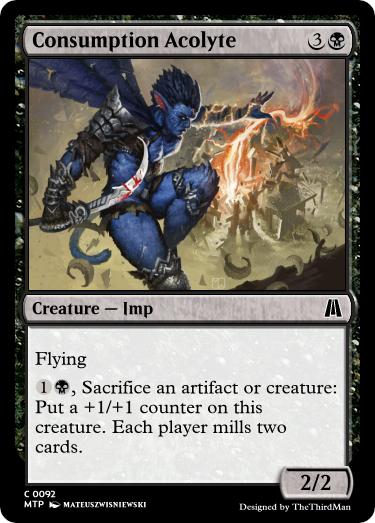 Consumption Acolyte 3
Creature — Imp
Flying
1, Sacrifice an artifact or creature:
Put a +1/+1 counter on this
creature. Each player mills two
cards.
2/2
C 0092
MTP MATEUSZWISNIEWSKI
Designed by TheThirdMan